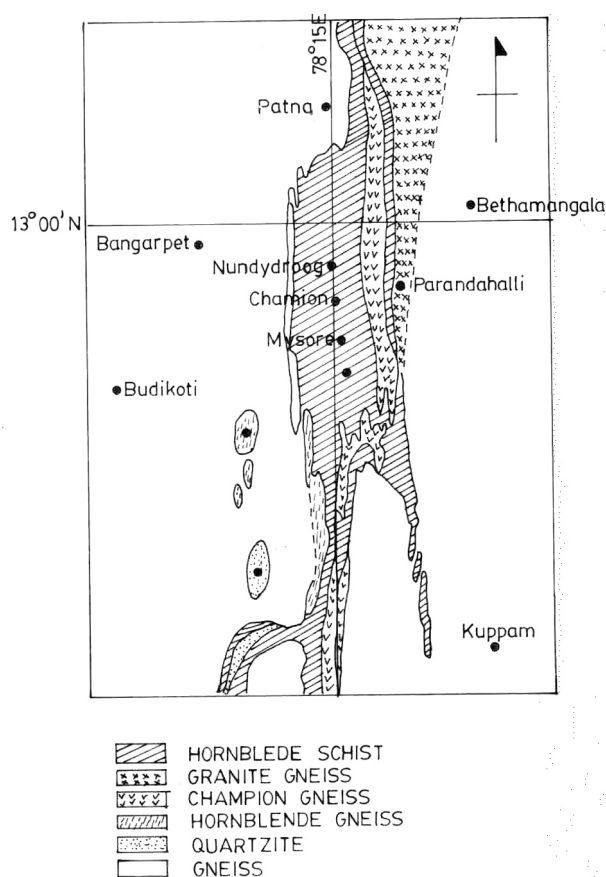 78°15'E
Patna
Bethamangala
13°00'N
Bangarpet
Nundydroog
Parandahalli
Chamion
Mysore
Budikoti
Kuppam
HORNBLEDE SCHIST
GRANITE GNEISS
CHAMPION GNEISS
HORNBLENDE GNEISS
QUARTZITE
GNEISS